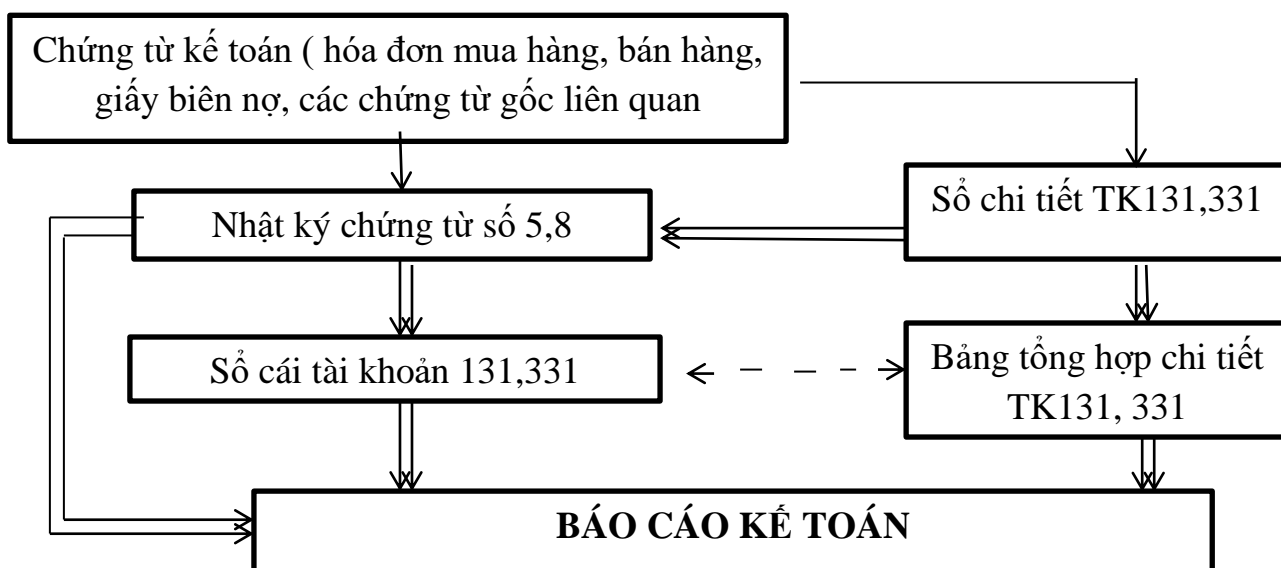 Chứng từ kế toán ( hóa đơn mua hàng, bán hàng,
giấy biên nợ, các chứng từ gốc liên quan
Nhật ký chứng từ số 5,8
Sổ chi tiết TK131,331
Sổ cái tài khoản 131,331
Bảng tổng hợp chi tiết
TK131, 331
BÁO CÁO KẾ TOÁN